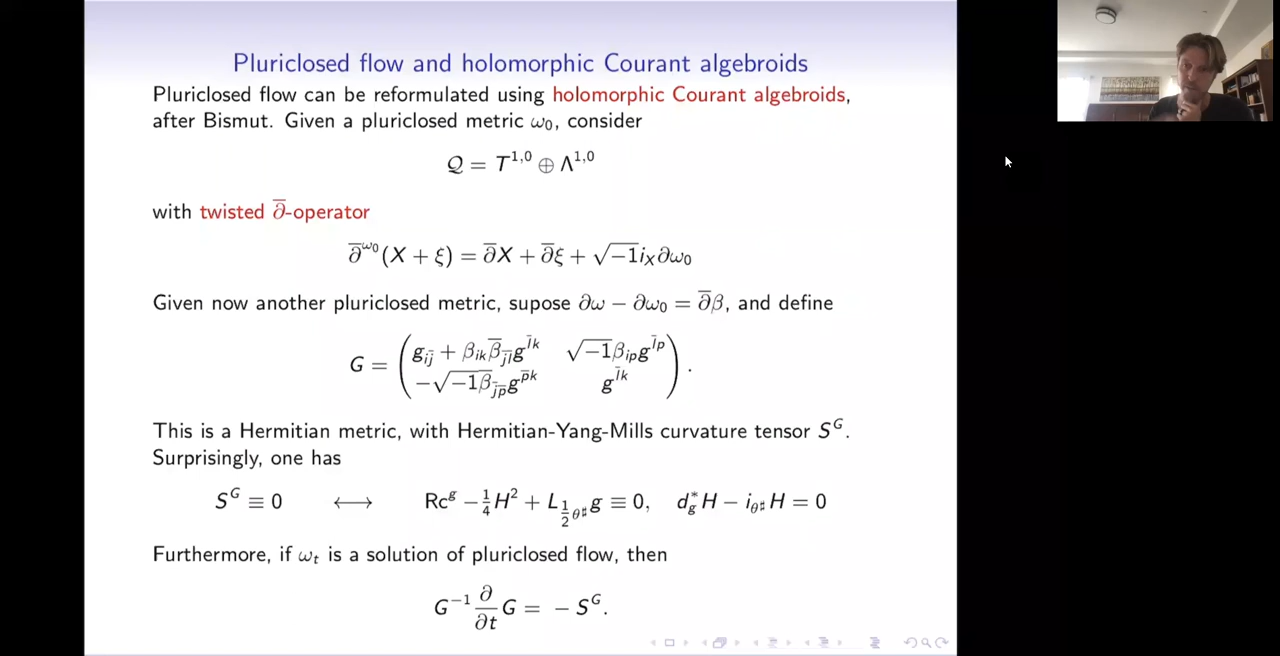 Pluriclosed flow and holomorphic Courant algebroids
Pluriclosed flow can be reformulated using holomorphic Courant algebroids,
after Bismut. Given a pluriclosed metric ω₀, consider
𝒬 = T^{1,0} ⊕ Λ^{1,0}
with twisted ∂̄-operator
∂̄^{ω₀}(X + ξ) = ∂̄X + ∂̄ξ + √−1 i_X ∂ω₀
Given now another pluriclosed metric, supose ∂ω − ∂ω₀ = ∂̄β, and define
G = ( g_{ij̄} + β_{ik} β̄_{j̄l̄} g^{l̄k}   √−1 β_{ip} g^{l̄p}
−√−1 β̄_{j̄p̄} g^{p̄k}   g^{l̄k} ) .
This is a Hermitian metric, with Hermitian-Yang-Mills curvature tensor S^G.
Surprisingly, one has
S^G ≡ 0 ⟷ Rc^g − ¼H² + L_{½θ^♯} g ≡ 0, d*_g H − i_{θ^♯} H = 0
Furthermore, if ω_t is a solution of pluriclosed flow, then
G^{−1} ∂/∂t G = − S^G.